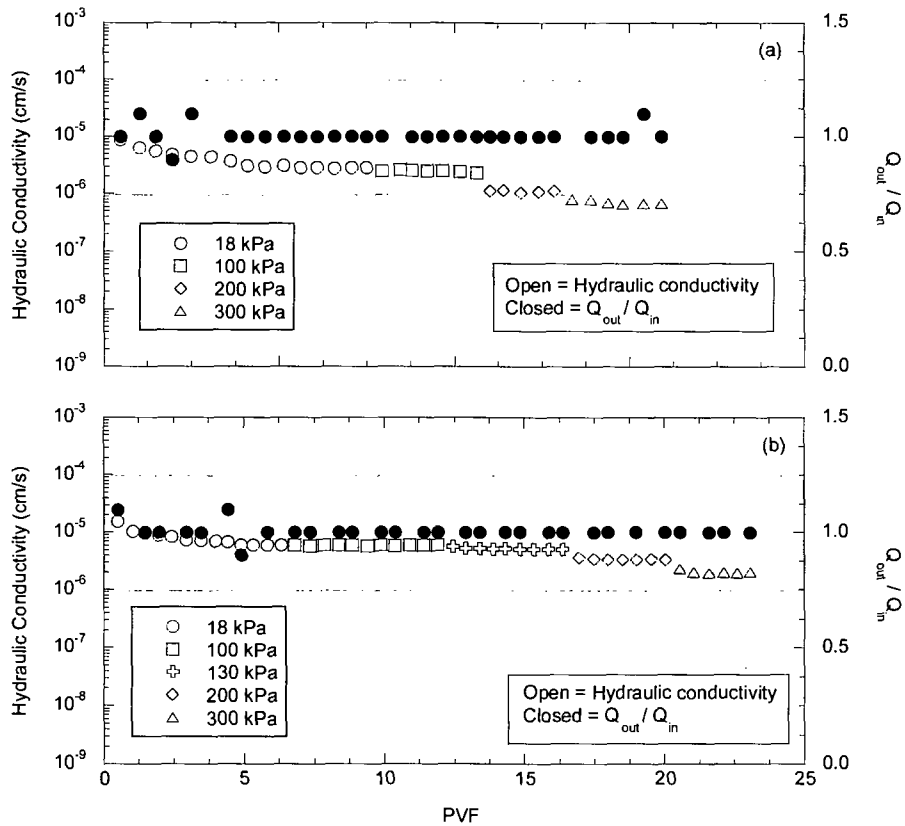 10^-3
10^-4
10^-5
10^-6
10^-7
10^-8
10^-9
Hydraulic Conductivity (cm/s)
(a)
1.5
1.0
0.5
0.0
Q_out / Q_in
18 kPa
100 kPa
200 kPa
300 kPa
Open = Hydraulic conductivity
Closed = Q_out / Q_in
10^-3
10^-4
10^-5
10^-6
10^-7
10^-8
10^-9
Hydraulic Conductivity (cm/s)
(b)
1.5
1.0
0.5
0.0
Q_out / Q_in
18 kPa
100 kPa
130 kPa
200 kPa
300 kPa
Open = Hydraulic conductivity
Closed = Q_out / Q_in
0 5 10 15 20 25
PVF